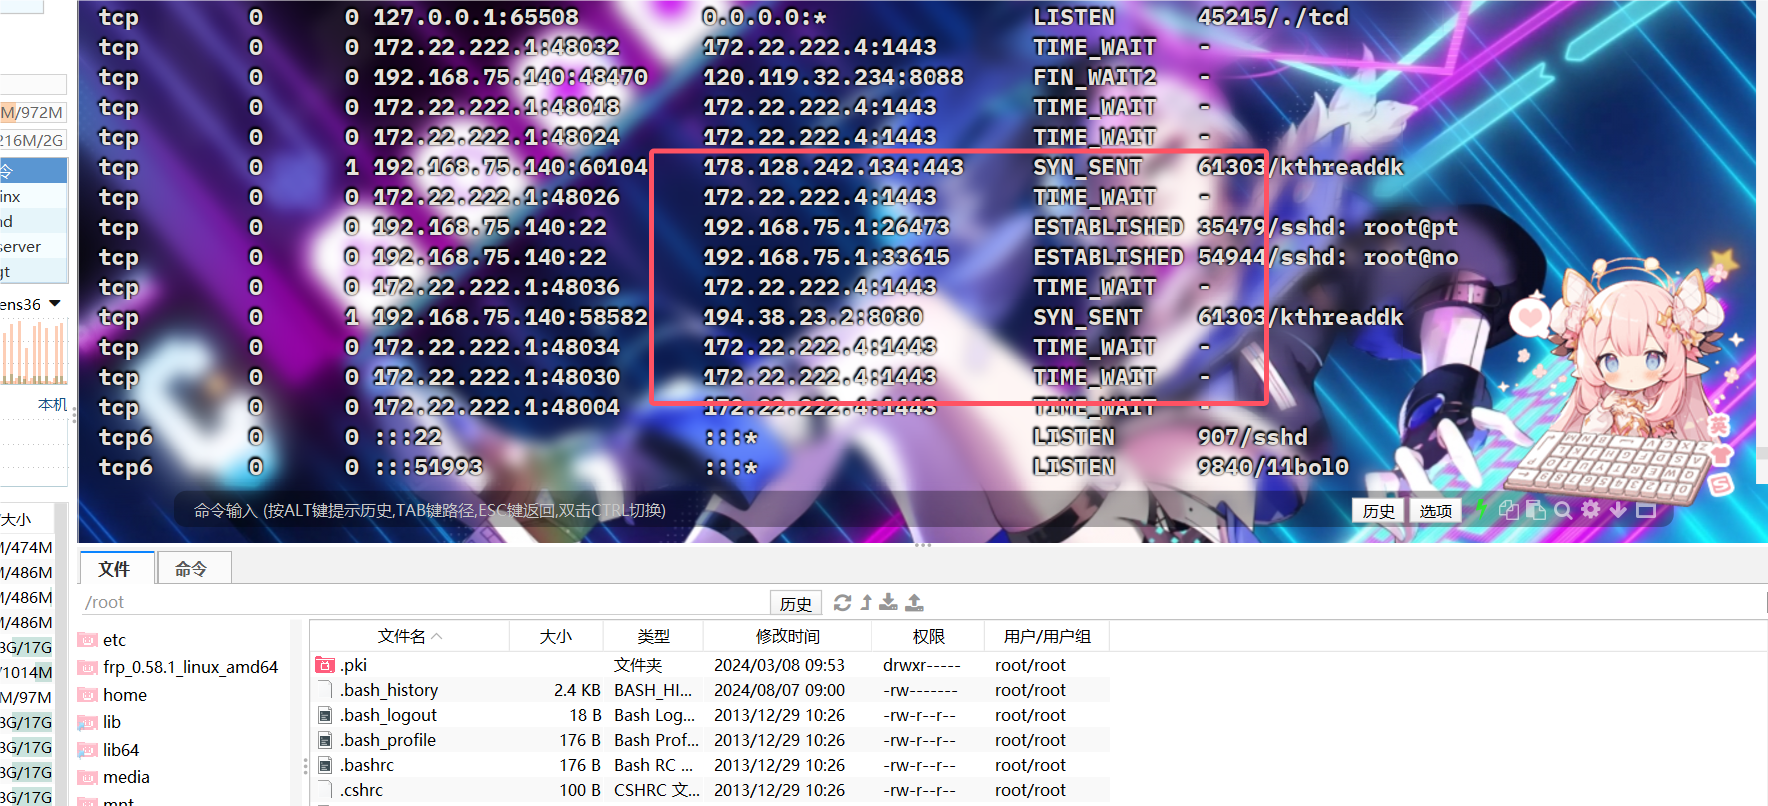 tcp 0 0 127.0.0.1:65508 0.0.0.0:* LISTEN 45215/./tcd
tcp 0 0 172.22.222.1:48032 172.22.222.4:1443 TIME_WAIT -
tcp 0 0 192.168.75.140:48470 120.119.32.234:8088 FIN_WAIT2 -
tcp 0 0 172.22.222.1:48018 172.22.222.4:1443 TIME_WAIT -
tcp 0 0 172.22.222.1:48024 172.22.222.4:1443 TIME_WAIT -
tcp 0 1 192.168.75.140:60104 178.128.242.134:443 SYN_SENT 61303/kthreaddk
tcp 0 0 172.22.222.1:48026 172.22.222.4:1443 TIME_WAIT -
tcp 0 0 192.168.75.140:22 192.168.75.1:26473 ESTABLISHED 35479/sshd: root@pt
tcp 0 0 192.168.75.140:22 192.168.75.1:33615 ESTABLISHED 54944/sshd: root@no
tcp 0 0 172.22.222.1:48036 172.22.222.4:1443 TIME_WAIT -
tcp 0 1 192.168.75.140:58582 194.38.23.2:8080 SYN_SENT 61303/kthreaddk
tcp 0 0 172.22.222.1:48034 172.22.222.4:1443 TIME_WAIT -
tcp 0 0 172.22.222.1:48030 172.22.222.4:1443 TIME_WAIT -
tcp 0 0 172.22.222.1:48004 172.22.222.4:1443 TIME_WAIT -
tcp6 0 0 :::22 :::* LISTEN 907/sshd
tcp6 0 0 :::51993 :::* LISTEN 9840/11bol0
命令输入 (按ALT键提示历史,TAB键路径,ESC键返回,双击CTRL切换)
历史 选项
英
M/972M
216M/2G
令
inx
nd
server
gt
ens36
本机
/大小
M/474M
M/486M
M/486M
M/486M
3G/17G
/1014M
M/97M
3G/17G
3G/17G
3G/17G
3G/17G
文件 命令
/root 历史
etc
frp_0.58.1_linux_amd64
home
lib
lib64
media
mnt
文件名 大小 类型 修改时间 权限 用户/用户组
.pki 文件夹 2024/03/08 09:53 drwxr----- root/root
.bash_history 2.4 KB BASH_HI... 2024/08/07 09:00 -rw------- root/root
.bash_logout 18 B Bash Log... 2013/12/29 10:26 -rw-r--r-- root/root
.bash_profile 176 B Bash Prof... 2013/12/29 10:26 -rw-r--r-- root/root
.bashrc 176 B Bash RC ... 2013/12/29 10:26 -rw-r--r-- root/root
.cshrc 100 B CSHRC 文... 2013/12/29 10:26 -rw-r--r-- root/root